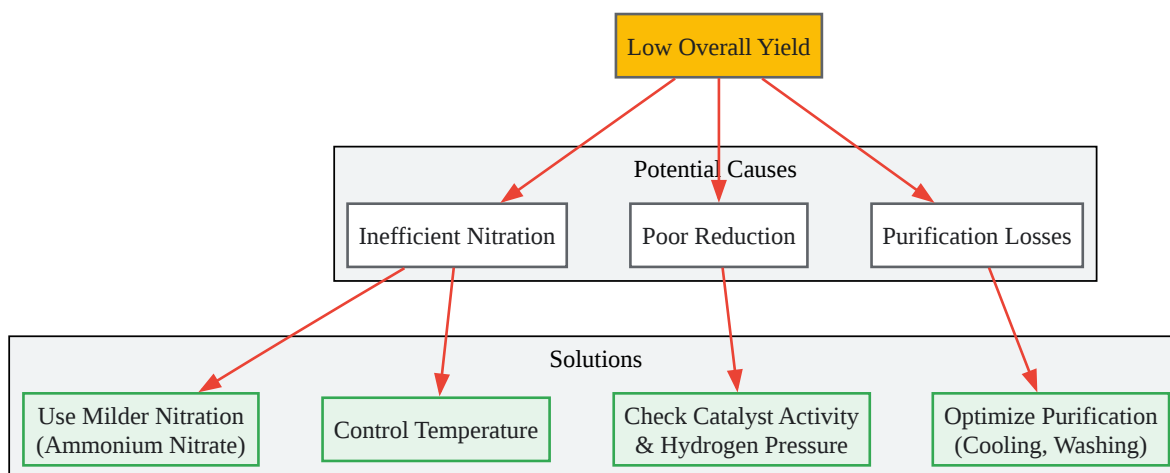 Low Overall Yield
Potential Causes
Inefficient Nitration
Poor Reduction
Purification Losses
Solutions
Use Milder Nitration
(Ammonium Nitrate)
Control Temperature
Check Catalyst Activity
& Hydrogen Pressure
Optimize Purification
(Cooling, Washing)